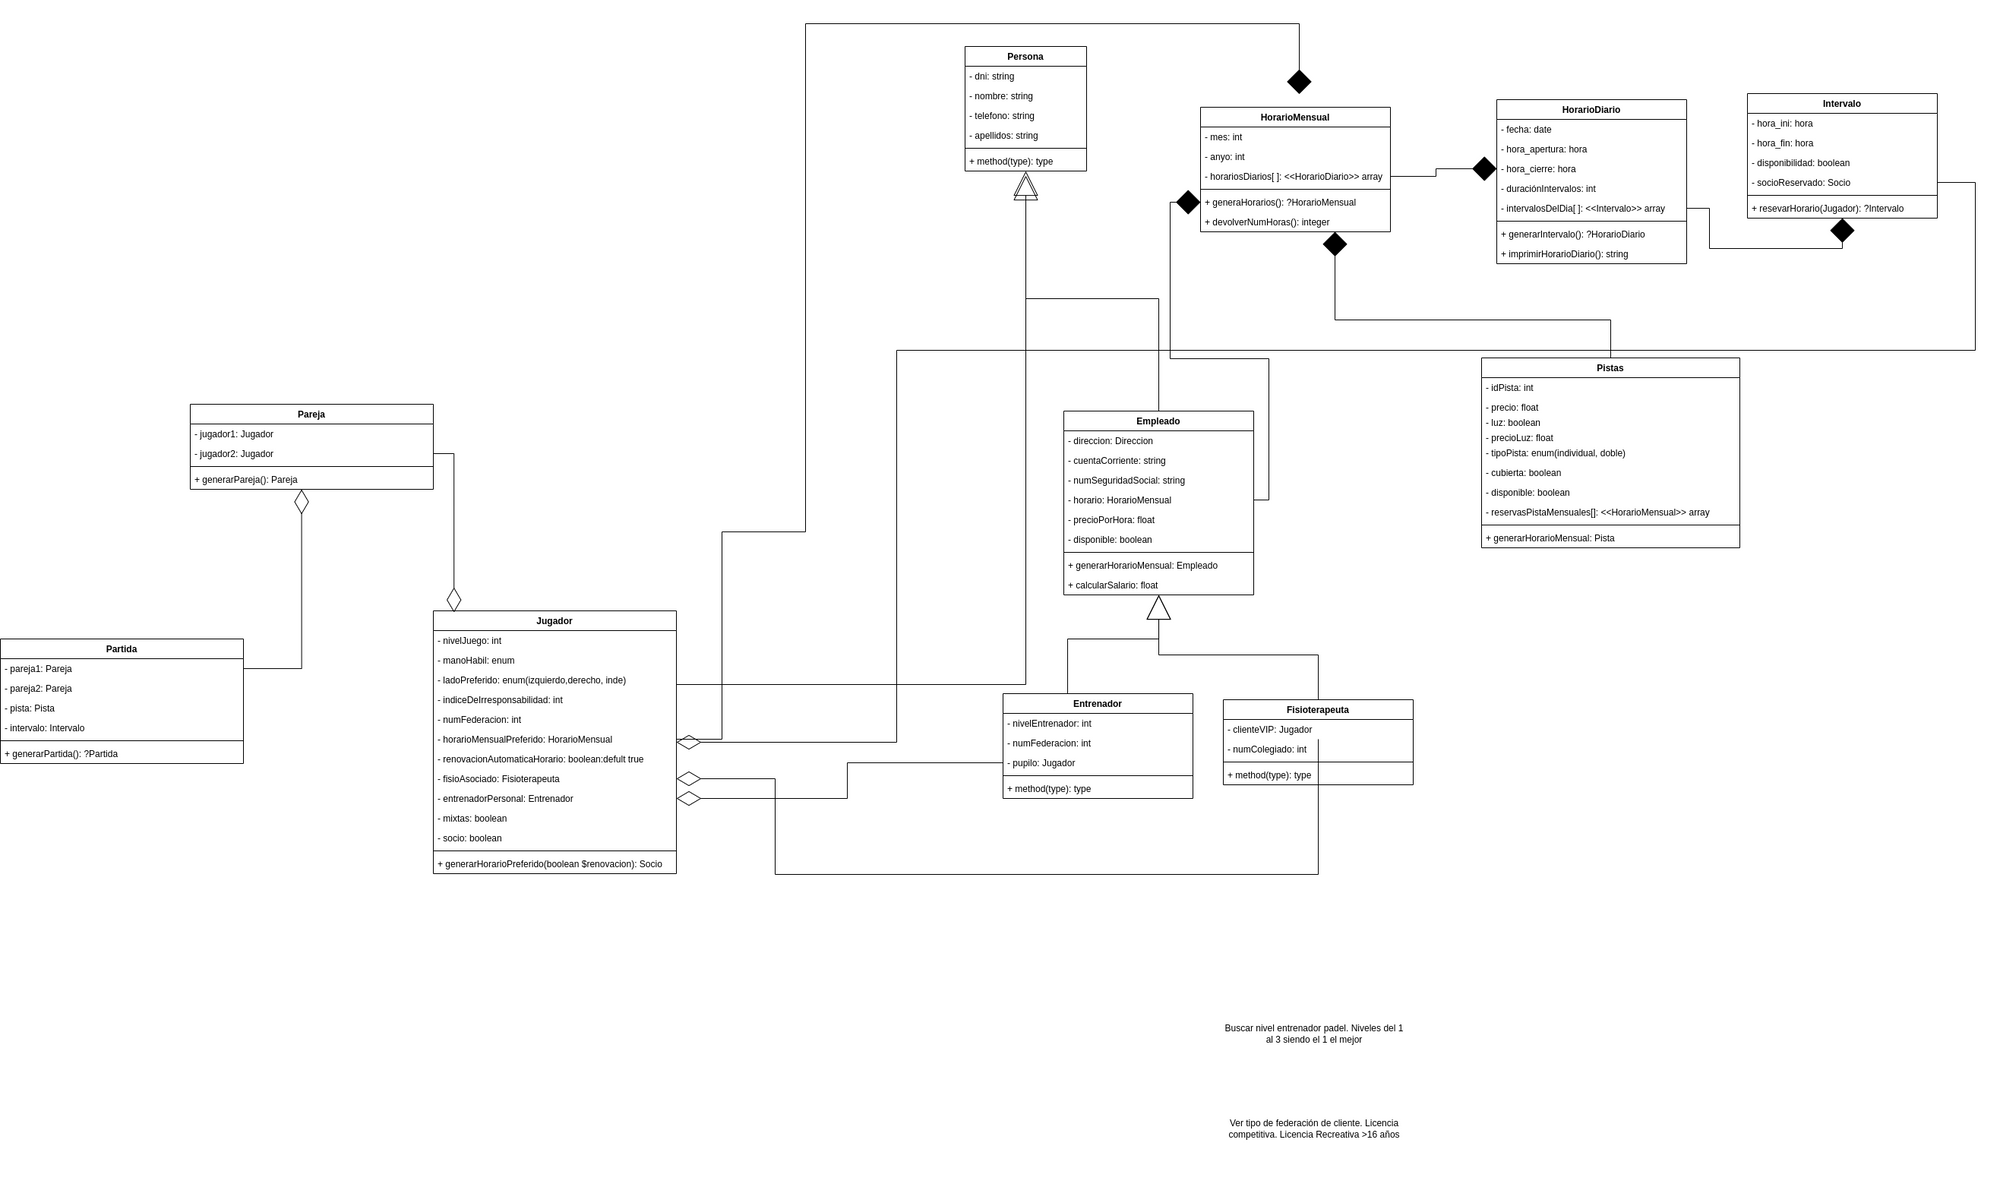 Persona
- dni: string
- nombre: string
- telefono: string
- apellidos: string
+ method(type): type
HorarioMensual
- mes: int
- anyo: int
- horariosDiarios[ ]: <<HorarioDiario>> array
+ generaHorarios(): ?HorarioMensual
+ devolverNumHoras(): integer
HorarioDiario
- fecha: date
- hora_apertura: hora
- hora_cierre: hora
- duraciónIntervalos: int
- intervalosDelDia[ ]: <<Intervalo>> array
+ generarIntervalo(): ?HorarioDiario
+ imprimirHorarioDiario(): string
Intervalo
- hora_ini: hora
- hora_fin: hora
- disponibilidad: boolean
- socioReservado: Socio
+ resevarHorario(Jugador): ?Intervalo
Pistas
- idPista: int
- precio: float
- luz: boolean
- precioLuz: float
- tipoPista: enum(individual, doble)
- cubierta: boolean
- disponible: boolean
- reservasPistaMensuales[]: <<HorarioMensual>> array
+ generarHorarioMensual: Pista
Pareja
- jugador1: Jugador
- jugador2: Jugador
+ generarPareja(): Pareja
Empleado
- direccion: Direccion
- cuentaCorriente: string
- numSeguridadSocial: string
- horario: HorarioMensual
- precioPorHora: float
- disponible: boolean
+ generarHorarioMensual: Empleado
+ calcularSalario: float
Partida
- pareja1: Pareja
- pareja2: Pareja
- pista: Pista
- intervalo: Intervalo
+ generarPartida(): ?Partida
Jugador
- nivelJuego: int
- manoHabil: enum
- ladoPreferido: enum(izquierdo,derecho, inde)
- indiceDeIrresponsabilidad: int
- numFederacion: int
- horarioMensualPreferido: HorarioMensual
- renovacionAutomaticaHorario: boolean:defult true
- fisioAsociado: Fisioterapeuta
- entrenadorPersonal: Entrenador
- mixtas: boolean
- socio: boolean
+ generarHorarioPreferido(boolean $renovacion): Socio
Entrenador
- nivelEntrenador: int
- numFederacion: int
- pupilo: Jugador
+ method(type): type
Fisioterapeuta
- clienteVIP: Jugador
- numColegiado: int
+ method(type): type
Buscar nivel entrenador padel. Niveles del 1
al 3 siendo el 1 el mejor
Ver tipo de federación de cliente. Licencia
competitiva. Licencia Recreativa >16 años